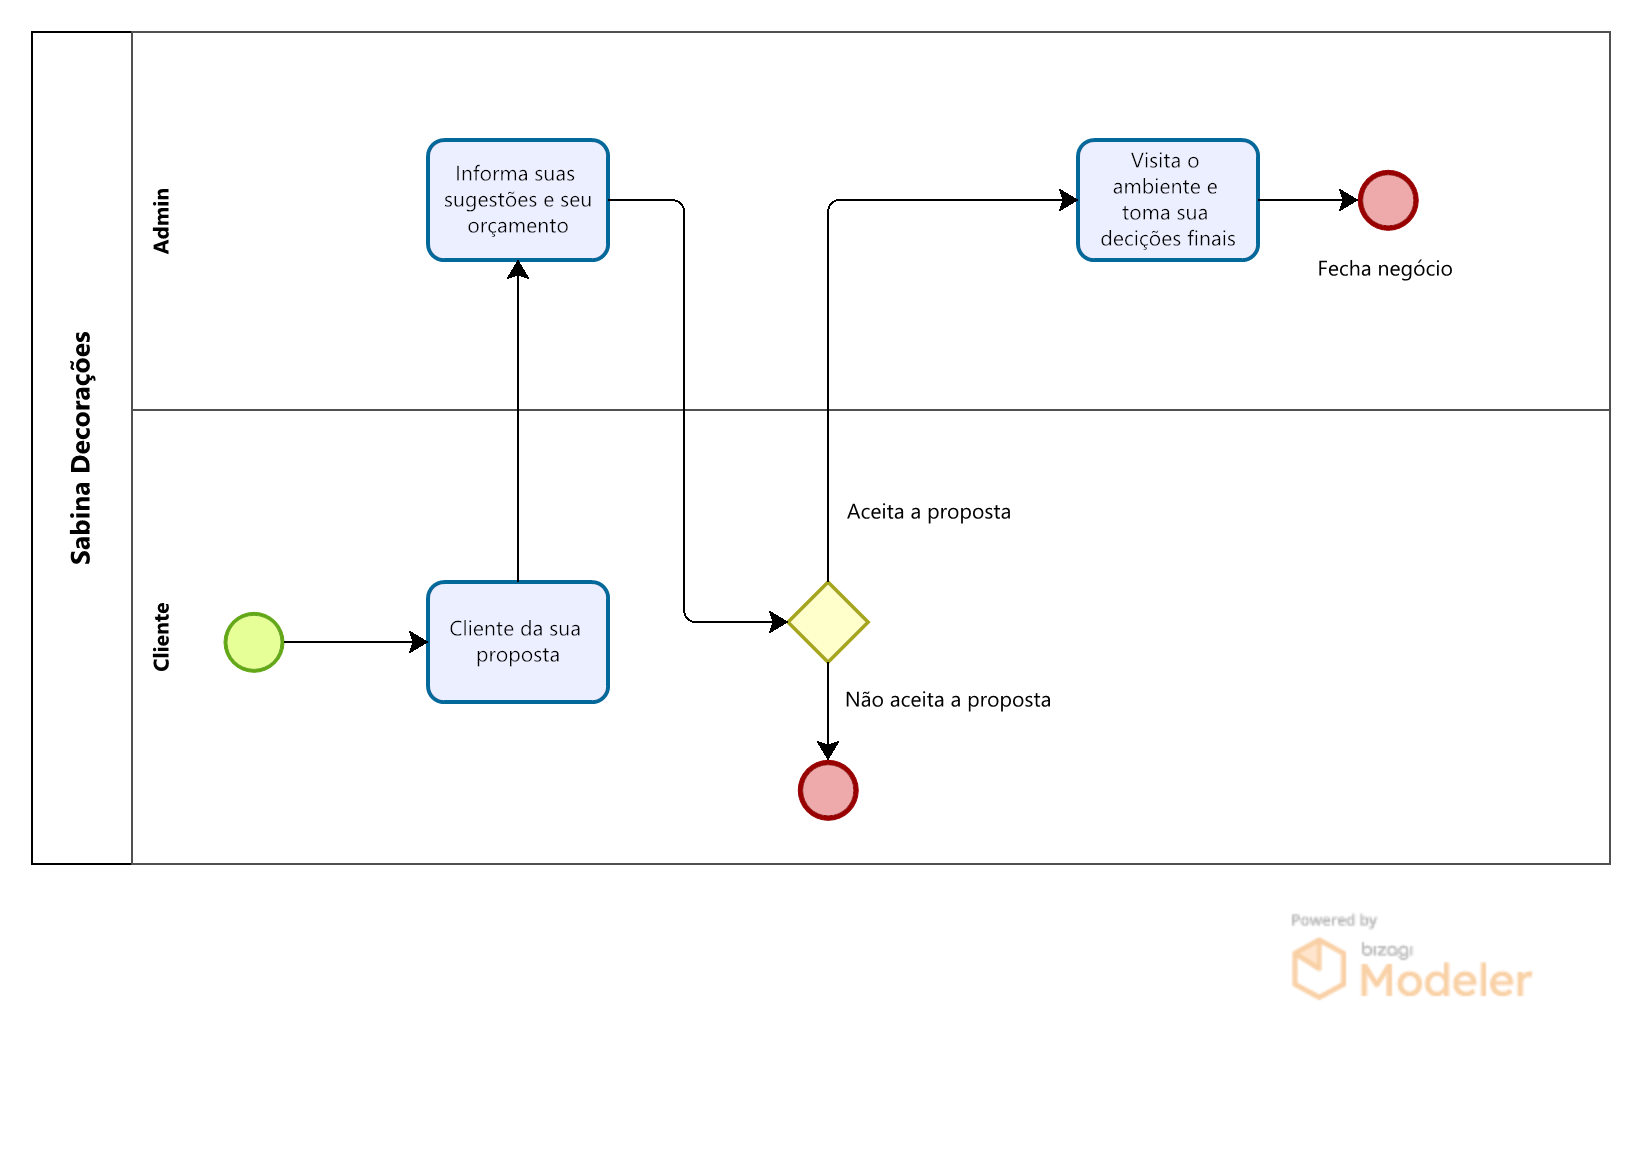 Sabina Decorações
Admin
Informa suas
sugestões e seu
orçamento
Visita o
ambiente e
toma sua
decições finais
Fecha negócio
Cliente
Cliente da sua
proposta
Aceita a proposta
Não aceita a proposta
Powered by
bizagi
Modeler